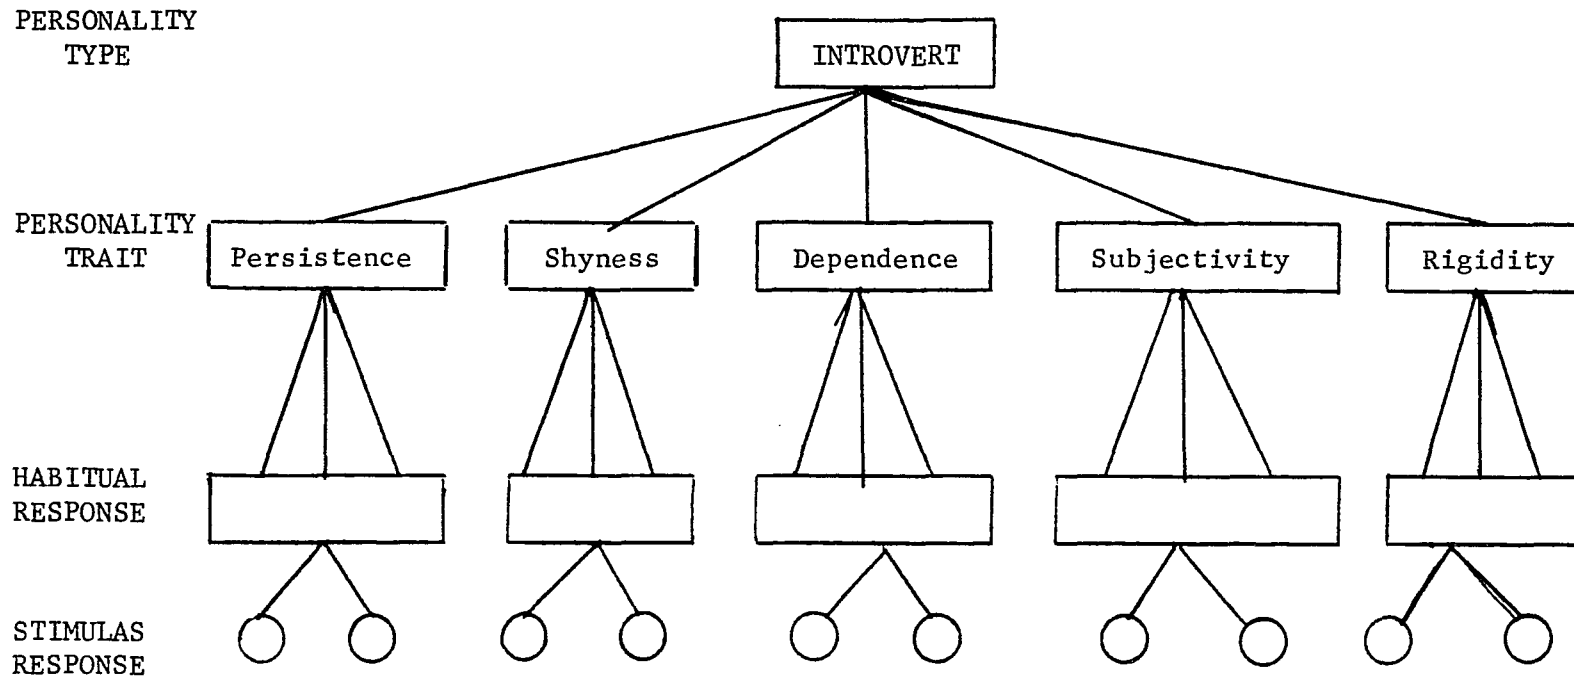 PERSONALITY
TYPE
INTROVERT
PERSONALITY
TRAIT
Persistence
Shyness
Dependence
Subjectivity
Rigidity
HABITUAL
RESPONSE
STIMULAS
RESPONSE